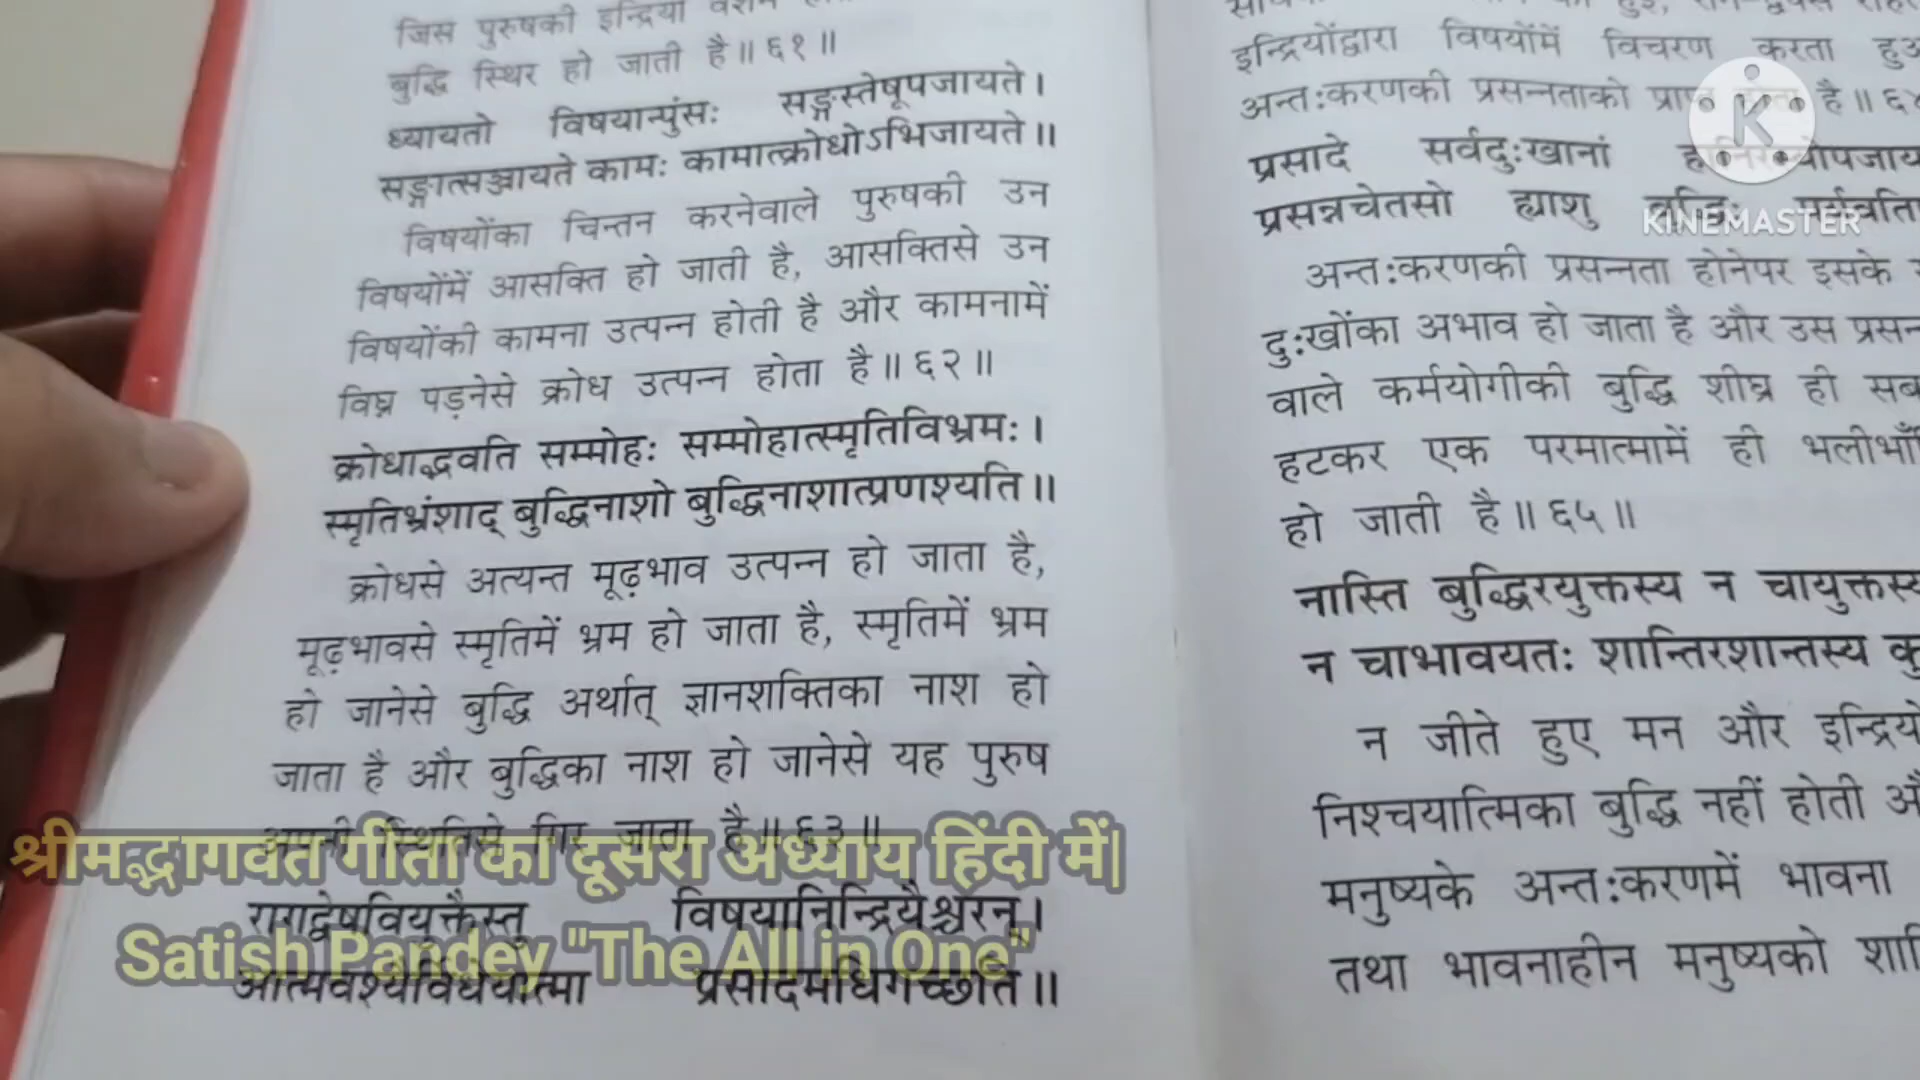 जिस पुरुषकी इन्द्रियाँ वशमें
बुद्धि स्थिर हो जाती है॥ ६१॥
ध्यायतो विषयान्पुंसः सङ्गस्तेषूपजायते।
सङ्गात्सञ्जायते कामः कामात्क्रोधोऽभिजायते॥
विषयोंका चिन्तन करनेवाले पुरुषकी उन
विषयोंमें आसक्ति हो जाती है, आसक्तिसे उन
विषयोंकी कामना उत्पन्न होती है और कामनामें
विघ्न पड़नेसे क्रोध उत्पन्न होता है॥ ६२॥
क्रोधाद्भवति सम्मोहः सम्मोहात्स्मृतिविभ्रमः।
स्मृतिभ्रंशाद् बुद्धिनाशो बुद्धिनाशात्प्रणश्यति॥
क्रोधसे अत्यन्त मूढ़भाव उत्पन्न हो जाता है,
मूढ़भावसे स्मृतिमें भ्रम हो जाता है, स्मृतिमें भ्रम
हो जानेसे बुद्धि अर्थात् ज्ञानशक्तिका नाश हो
जाता है और बुद्धिका नाश हो जानेसे यह पुरुष
अपनी स्थितिसे गिर जाता है॥ ६३॥
रागद्वेषवियुक्तैस्तु विषयानिन्द्रियैश्चरन्।
आत्मवश्यैर्विधेयात्मा प्रसादमधिगच्छति॥
इन्द्रियोंद्वारा विषयोंमें विचरण करता
अन्तःकरणकी प्रसन्नताको है॥
प्रसादे सर्वदुःखानां
प्रसन्नचेतसो ह्याशु बुद्धिः
अन्तःकरणकी प्रसन्नता होनेपर इसके
दुःखोंका अभाव हो जाता है और उस
वाले कर्मयोगीकी बुद्धि शीघ्र ही सब
हटकर एक परमात्मामें ही
हो जाती है॥ ६५॥
नास्ति बुद्धिरयुक्तस्य न चायुक्तस्य
न चाभावयतः शान्तिरशान्तस्य
न जीते हुए मन और
निश्चयात्मिका बुद्धि नहीं होती
मनुष्यके अन्तःकरणमें भावना
तथा भावनाहीन मनुष्यको
K
KINEMASTER
श्रीमद्भागवत गीता का दूसरा अध्याय हिंदी में|
Satish Pandey "The All in One"